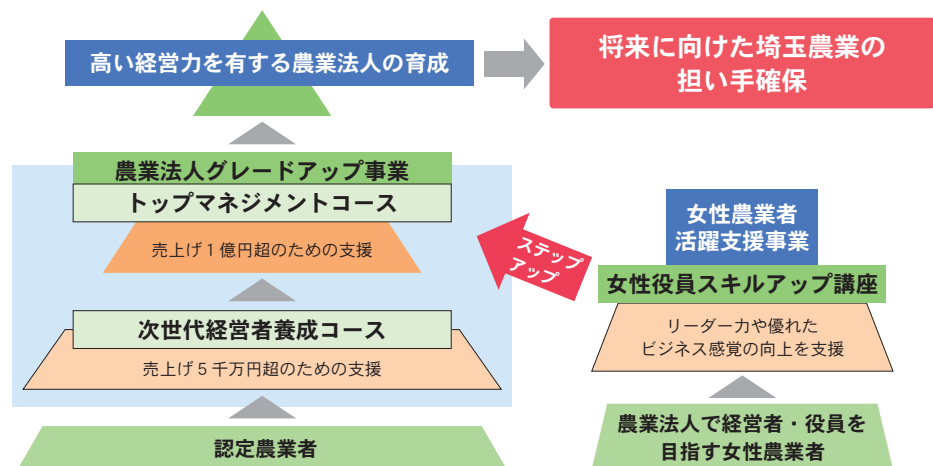 高い経営力を有する農業法人の育成
将来に向けた埼玉農業の
担い手確保
農業法人グレードアップ事業
トップマネジメントコース
売上げ１億円超のための支援
次世代経営者養成コース
売上げ５千万円超のための支援
認定農業者
ステップ
アップ
女性農業者
活躍支援事業
女性役員スキルアップ講座
リーダー力や優れた
ビジネス感覚の向上を支援
農業法人で経営者・役員を
目指す女性農業者